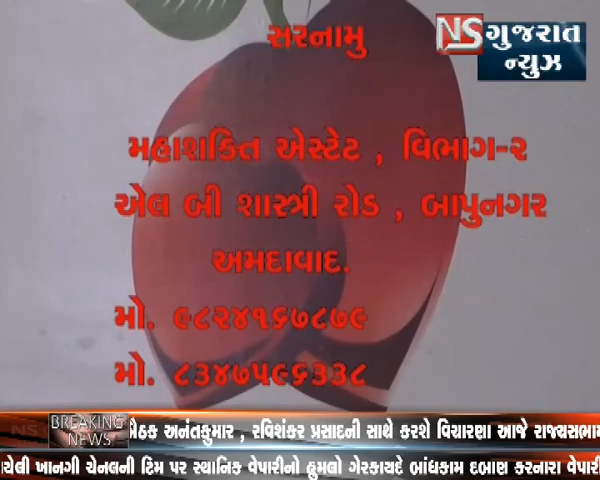 સરનામુ
NS ગુજરાત
ન્યુઝ
મહાશકિત એસ્ટેટ , વિભાગ-૨
એલ બી શાસ્ત્રી રોડ , બાપુનગર
અમદાવાદ.
મો. ૯૮૨૪૧૬૭૮૭૯
મો. ૮૩૪૭૫૯૬૩૩૮
BREAKING
NEWS
અનંતકુમાર , રવિશંકર પ્રસાદની સાથે કરશે વિચારણા આજે રાજ્યસભામ
ખાનગી ચેનલની ટિમ પર સ્થાનિક વેપારીનો હુમલો ગેરકાયદે બાંધકામ દબાણ કરનારા વેપારી